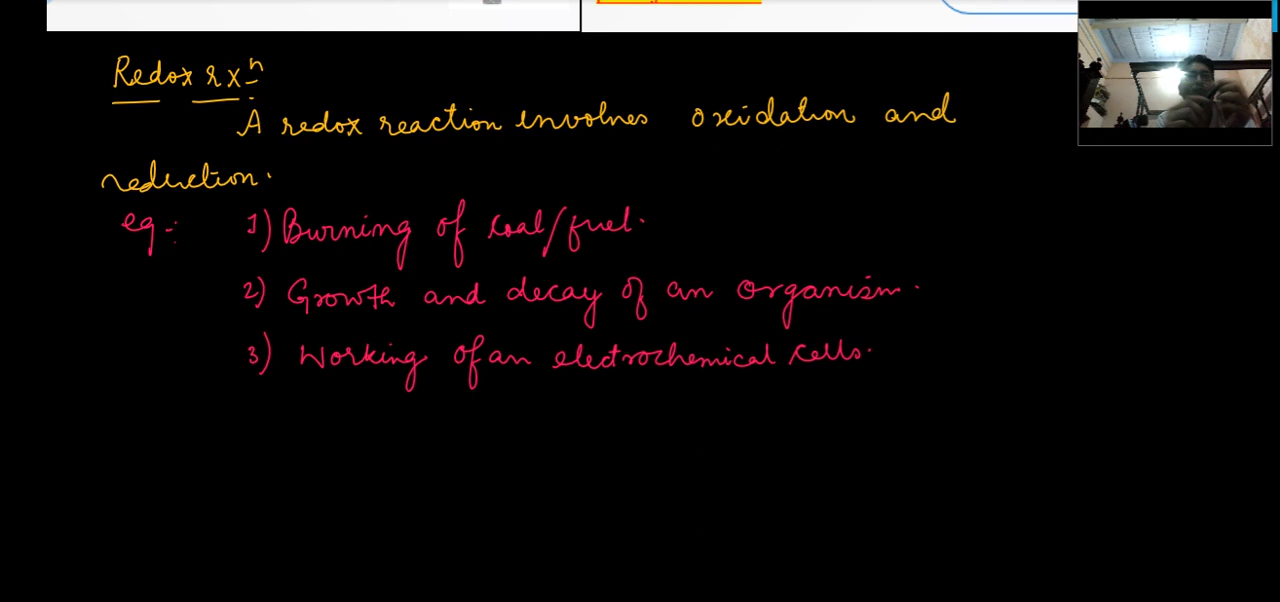 Redox rxⁿ
A redox reaction involves oxidation and
reduction.
eg :- 1) Burning of coal/fuel.
2) Growth and decay of an organism.
3) Working of an electrochemical cells.